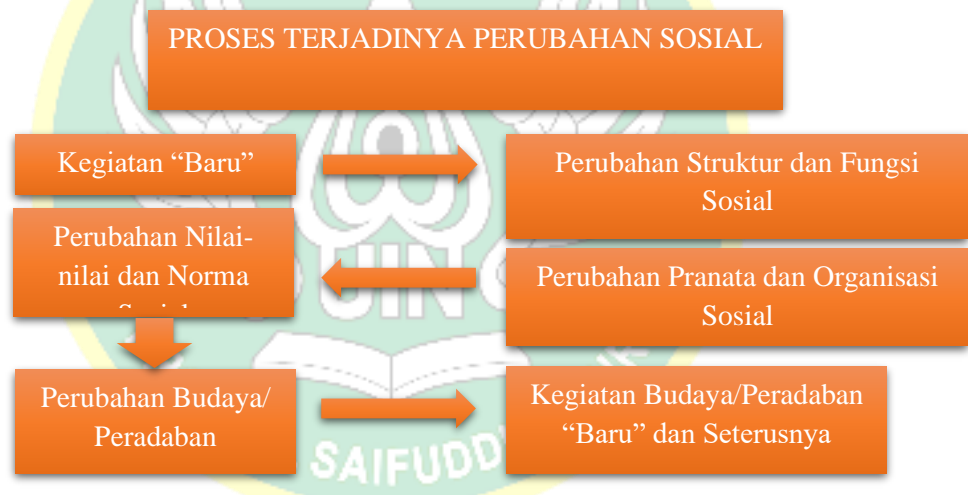 PROSES TERJADINYA PERUBAHAN SOSIAL
Kegiatan “Baru”
Perubahan Struktur dan Fungsi
Sosial
Perubahan Nilai-
nilai dan Norma
Perubahan Pranata dan Organisasi
Sosial
Perubahan Budaya/
Peradaban
Kegiatan Budaya/Peradaban
“Baru” dan Seterusnya
UIN
SAIFUDD